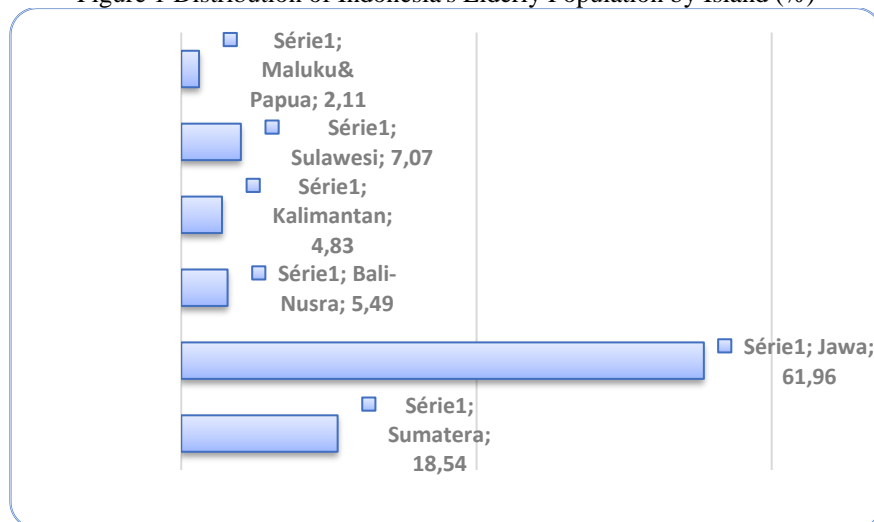 Figure 1 Distribution of Indonesia's Elderly Population by Island (%)
Série1;
Maluku&
Papua; 2,11
Série1;
Sulawesi; 7,07
Série1;
Kalimantan;
4,83
Série1; Bali-
Nusra; 5,49
Série1; Jawa;
61,96
Série1;
Sumatera;
18,54